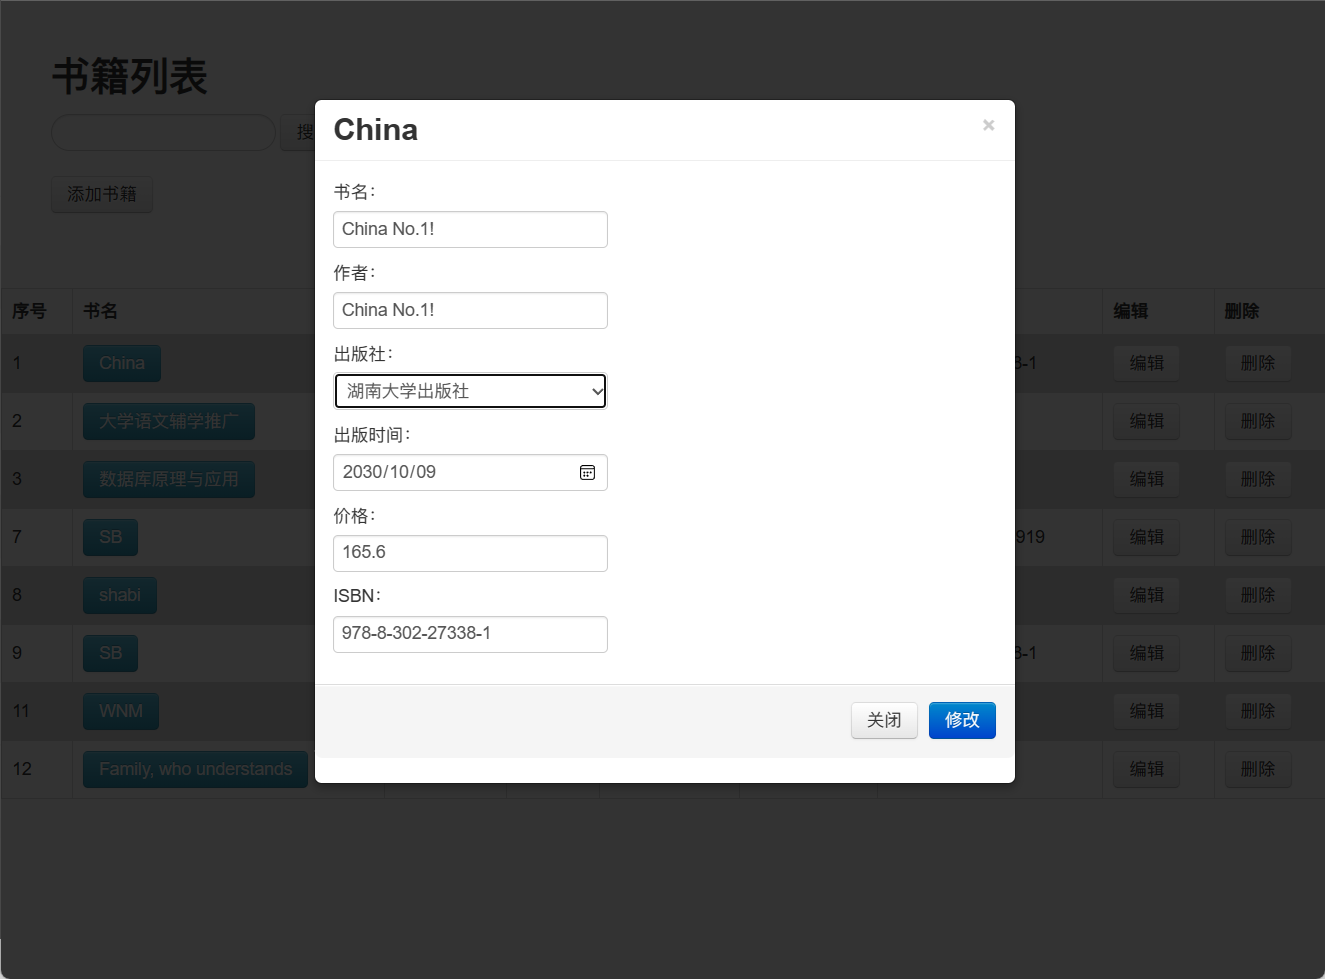 书籍列表
搜
添加书籍
China
×
书名：
China No.1!
作者：
China No.1!
出版社：
湖南大学出版社
出版时间：
2030/10/09
价格：
165.6
ISBN：
978-8-302-27338-1
关闭 修改
序号 书名 编辑 删除
1 China 3-1 编辑 删除
2 大学语文辅学推广 编辑 删除
3 数据库原理与应用 编辑 删除
7 SB 919 编辑 删除
8 shabi 编辑 删除
9 SB 3-1 编辑 删除
11 WNM 编辑 删除
12 Family, who understands 编辑 删除